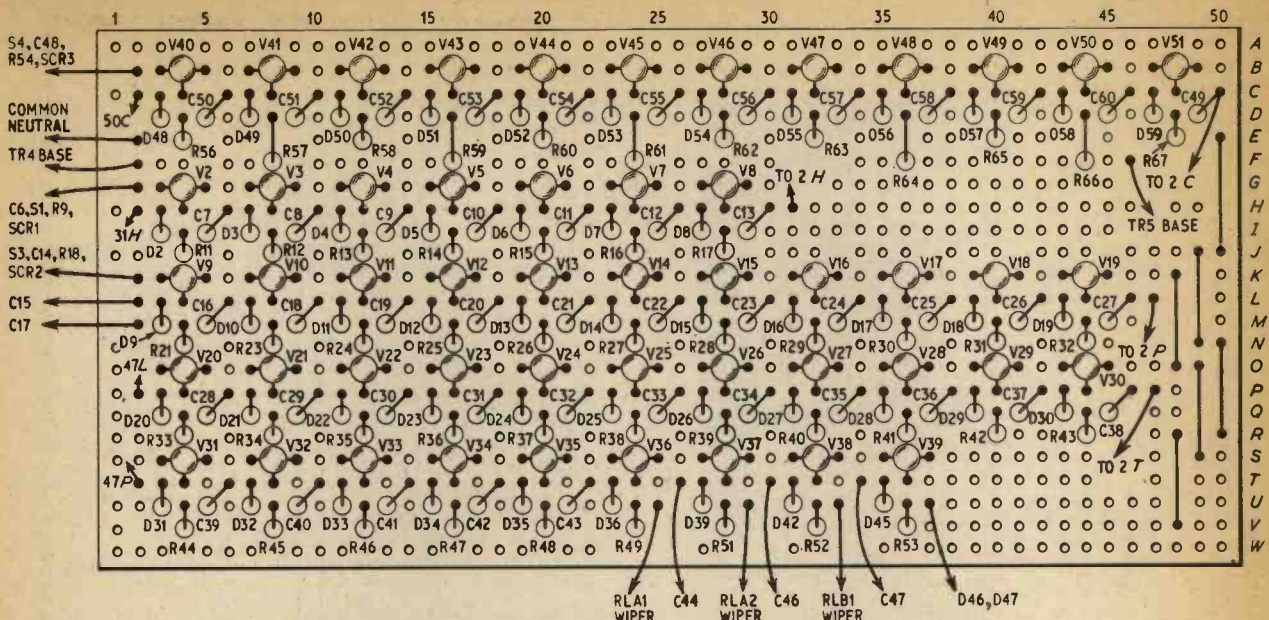 1 5 10 15 20 25 30 35 40 45 50
S4, C48, R54, SCR3
V40 V41 V42 V43 V44 V45 V46 V47 V48 V49 V50 V51 A
B
50C C50 C51 C52 C53 C54 C55 C56 C57 C58 C59 C60 C49 C
D
COMMON NEUTRAL
D48 D49 D50 D51 D52 D53 D54 D55 D56 D57 D58 D59 E
R56 R57 R58 R59 R60 R61 R62 R63 R64 R65 R66 R67
TR4 BASE
F
TO 2 C
V2 V3 V4 V5 V6 V7 V8 TO 2 H G
TR5 BASE
C6, S1, R9, SCR1
31H C7 C8 C9 C10 C11 C12 C13 H
I
D2 D3 D4 D5 D6 D7 D8
R11 R12 R13 R14 R15 R16 R17 J
S3, C14, R18, SCR2
V9 V10 V11 V12 V13 V14 V15 V16 V17 V18 V19 K
C15
C16 C18 C19 C20 C21 C22 C23 C24 C25 C26 C27 L
C17
D9 D10 D11 D12 D13 D14 D15 D16 D17 D18 D19 M
R21 R23 R24 R25 R26 R27 R28 R29 R30 R31 R32 N
47L V20 V21 V22 V23 V24 V25 V26 V27 V28 V29 V30 TO 2 P O
C28 C29 C30 C31 C32 C33 C34 C35 C36 C37 C38 P
D20 D21 D22 D23 D24 D25 D26 D27 D28 D29 D30 Q
R33 R34 R35 R36 R37 R38 R39 R40 R41 R42 R43 R
47P V31 V32 V33 V34 V35 V36 V37 V38 V39 TO 2 T S
T
D31 C39 D32 C40 D33 C41 D34 C42 D35 C43 D36 D39 D42 D45 U
V
R44 R45 R46 R47 R48 R49 R51 R52 R53 W
RLA1 WIPER C44 RLA2 WIPER C46 RLB1 WIPER C47 D46, D47